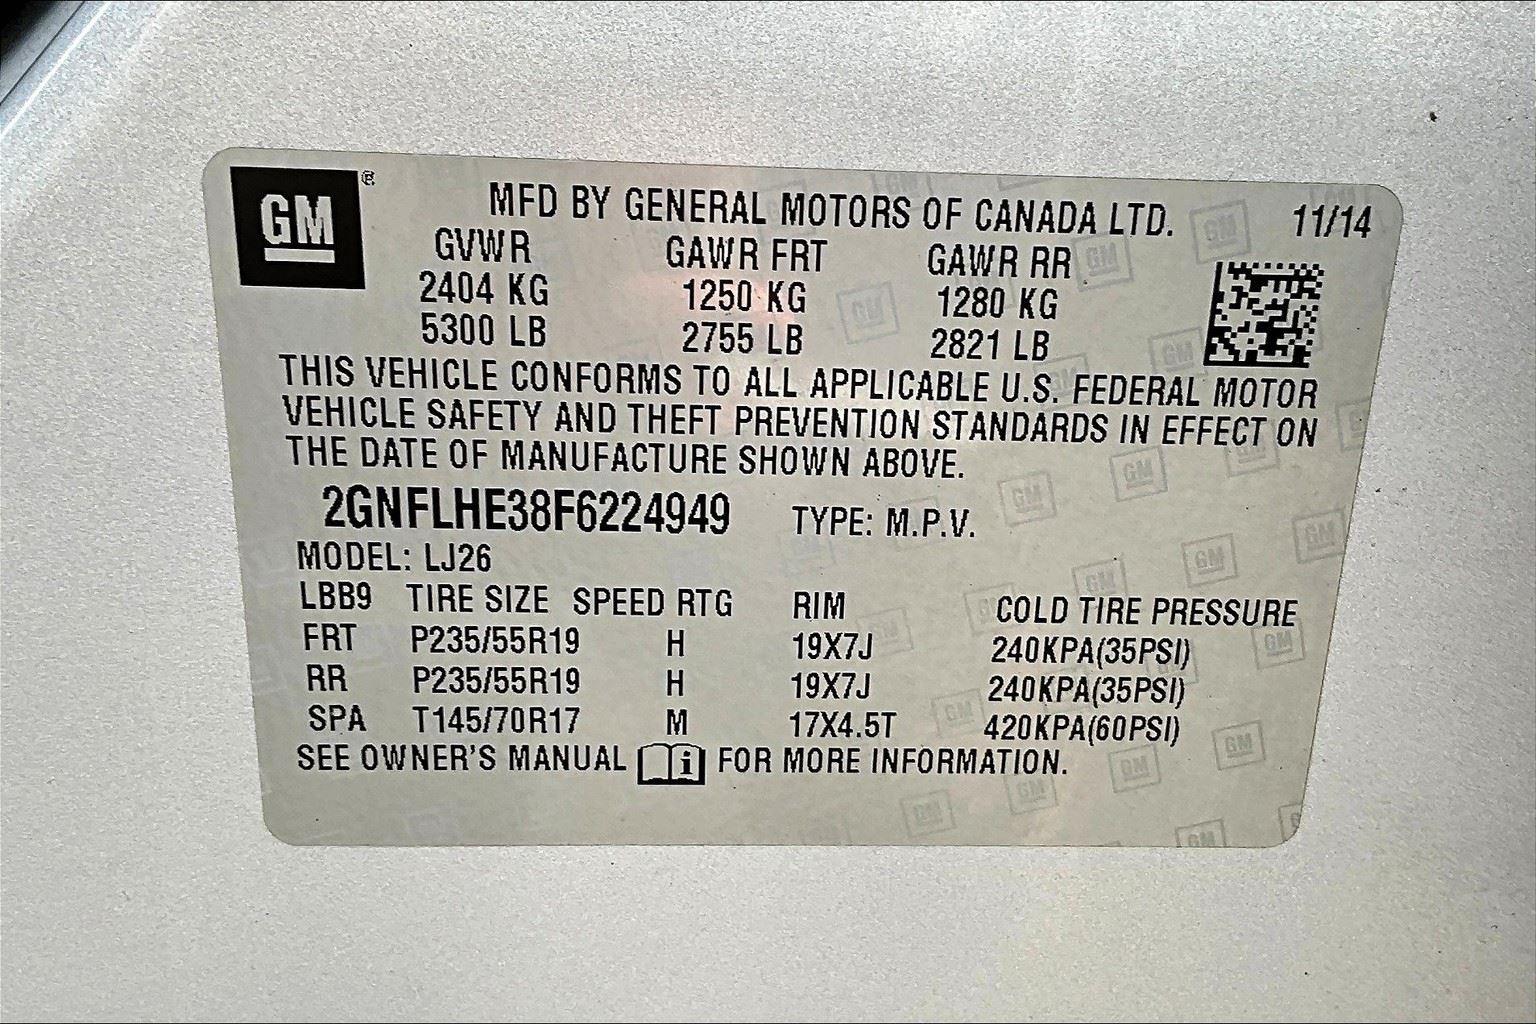 GM ® MFD BY GENERAL MOTORS OF CANADA LTD. 11/14
GVWR GAWR FRT GAWR RR
2404 KG 1250 KG 1280 KG
5300 LB 2755 LB 2821 LB
THIS VEHICLE CONFORMS TO ALL APPLICABLE U.S. FEDERAL MOTOR
VEHICLE SAFETY AND THEFT PREVENTION STANDARDS IN EFFECT ON
THE DATE OF MANUFACTURE SHOWN ABOVE.
2GNFLHE38F6224949 TYPE: M.P.V.
MODEL: LJ26
LBB9 TIRE SIZE SPEED RTG RIM COLD TIRE PRESSURE
FRT P235/55R19 H 19X7J 240KPA(35PSI)
RR P235/55R19 H 19X7J 240KPA(35PSI)
SPA T145/70R17 M 17X4.5T 420KPA(60PSI)
SEE OWNER'S MANUAL i FOR MORE INFORMATION.